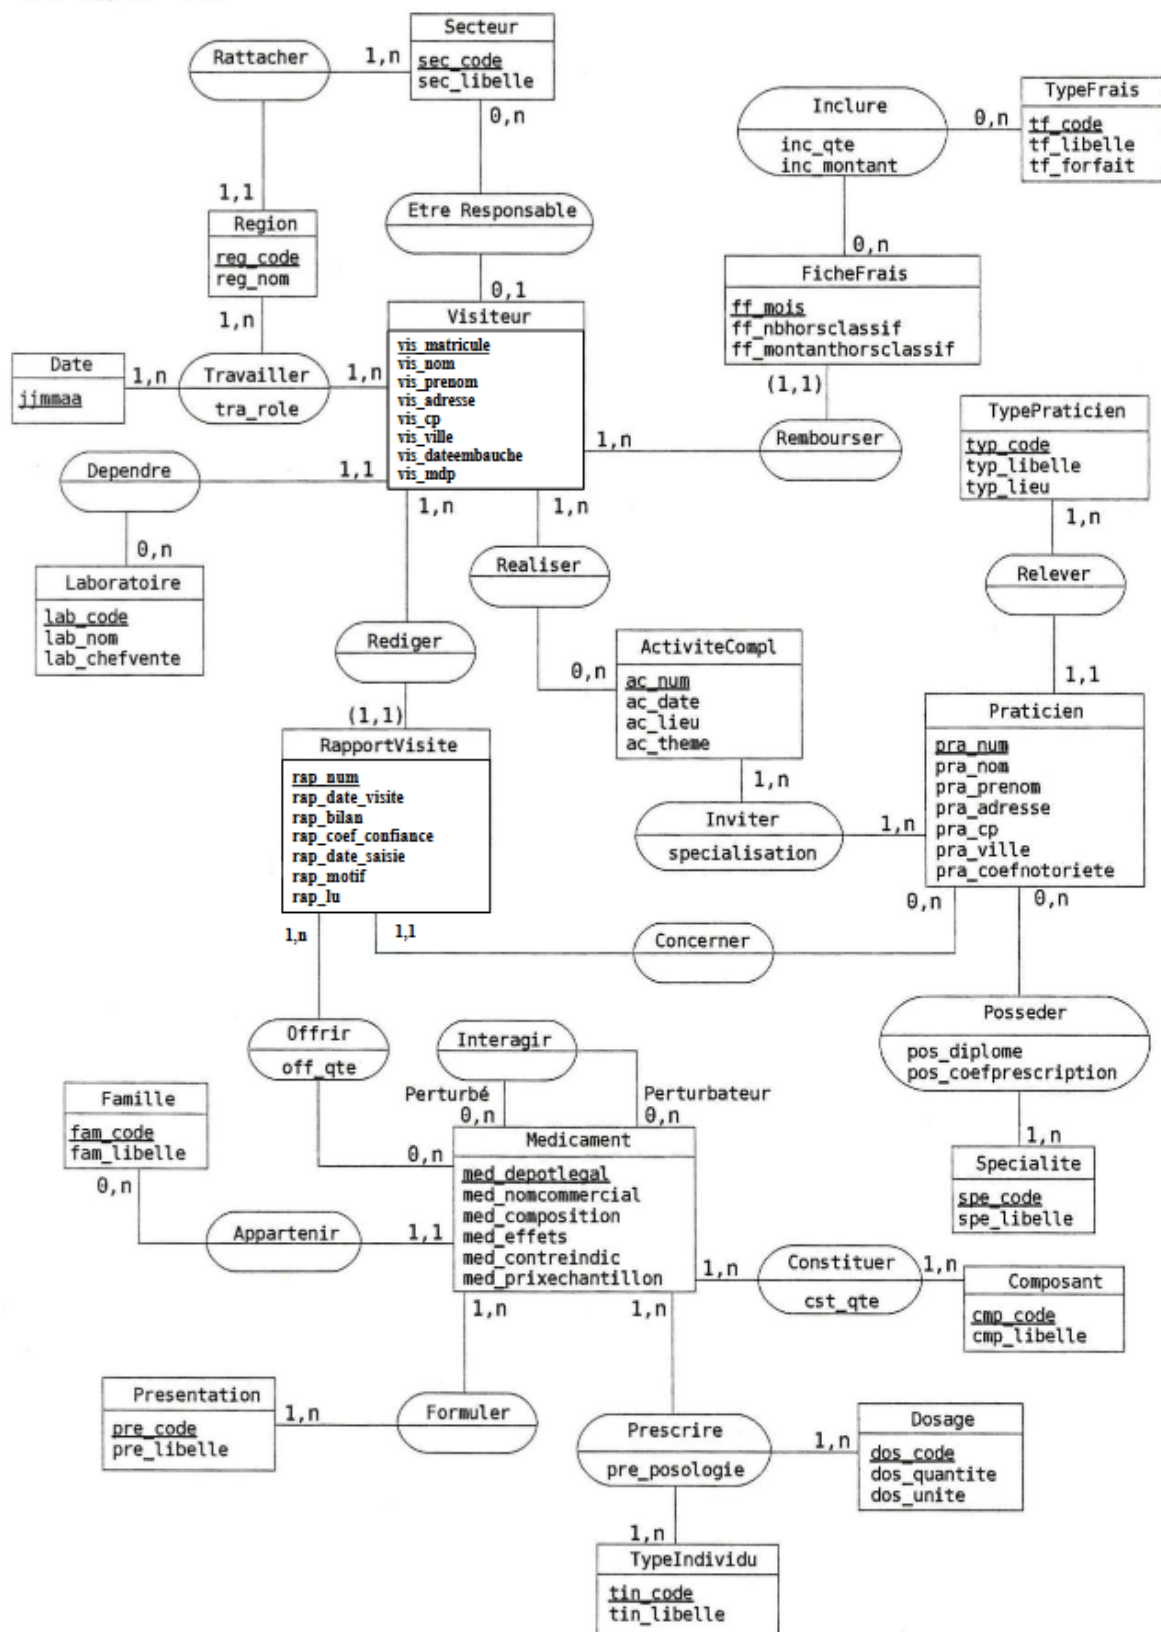 Secteur
sec_code
sec_libelle
Rattacher
1,n
0,n
1,1
Inclure
inc_qte
inc_montant
0,n
TypeFrais
tf_code
tf_libelle
tf_forfait
Etre Responsable
Region
reg_code
reg_nom
0,n
FicheFrais
ff_mois
ff_nbhorsclassif
ff_montanthorsclassif
0,1
Visiteur
vis_matricule
vis_nom
vis_prenom
vis_adresse
vis_cp
vis_ville
vis_dateembauche
vis_mdp
1,n
Date
jjmmaa
1,n
Travailler
tra_role
1,n
(1,1)
Rembourser
1,n
TypePraticien
typ_code
typ_libelle
typ_lieu
Dependre
1,1
1,n
1,n
1,n
0,n
Laboratoire
lab_code
lab_nom
lab_chefvente
Realiser
Relever
Rediger
0,n
ActiviteCompl
ac_num
ac_date
ac_lieu
ac_theme
1,1
Praticien
pra_num
pra_nom
pra_prenom
pra_adresse
pra_cp
pra_ville
pra_coefnotoriete
(1,1)
RapportVisite
rap_num
rap_date_visite
rap_bilan
rap_coef_confiance
rap_date_saisie
rap_motif
rap_lu
1,n
Inviter
specialisation
1,n
0,n
0,n
1,n
1,1
Concerner
Posseder
pos_diplome
pos_coefprescription
Offrir
off_qte
Interagir
Perturbé
0,n
Perturbateur
0,n
Famille
fam_code
fam_libelle
0,n
0,n
Medicament
med_depotlegal
med_nomcommercial
med_composition
med_effets
med_contreindic
med_prixechantillon
1,n
Specialite
spe_code
spe_libelle
Appartenir
1,1
1,n
Constituer
cst_qte
1,n
Composant
cmp_code
cmp_libelle
1,n
1,n
Presentation
pre_code
pre_libelle
1,n
Formuler
Prescrire
pre_posologie
1,n
Dosage
dos_code
dos_quantite
dos_unite
1,n
TypeIndividu
tin_code
tin_libelle